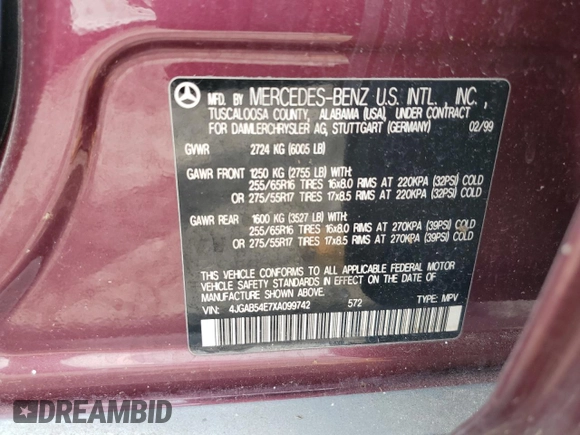 MFD. BY MERCEDES-BENZ U.S. INTL., INC.,
TUSCALOOSA COUNTY, ALABAMA (USA), UNDER CONTRACT
FOR DAIMLERCHRYSLER AG, STUTTGART (GERMANY) 02/99
GVWR 2724 KG (6005 LB)
GAWR FRONT 1250 KG (2755 LB) WITH:
255/65R16 TIRES 16x8.0 RIMS AT 220KPA (32PSI) COLD
OR 275/55R17 TIRES 17x8.5 RIMS AT 220KPA (32PSI) COLD
GAWR REAR 1600 KG (3527 LB) WITH:
255/65R16 TIRES 16x8.0 RIMS AT 270KPA (39PSI) COLD
OR 275/55R17 TIRES 17x8.5 RIMS AT 270KPA (39PSI) COLD
THIS VEHICLE CONFORMS TO ALL APPLICABLE FEDERAL MOTOR
VEHICLE SAFETY STANDARDS IN EFFECT ON THE DATE OF
MANUFACTURE SHOWN ABOVE.
VIN: 4JGAB54E7XA099742 572 TYPE: MPV
DREAMBID